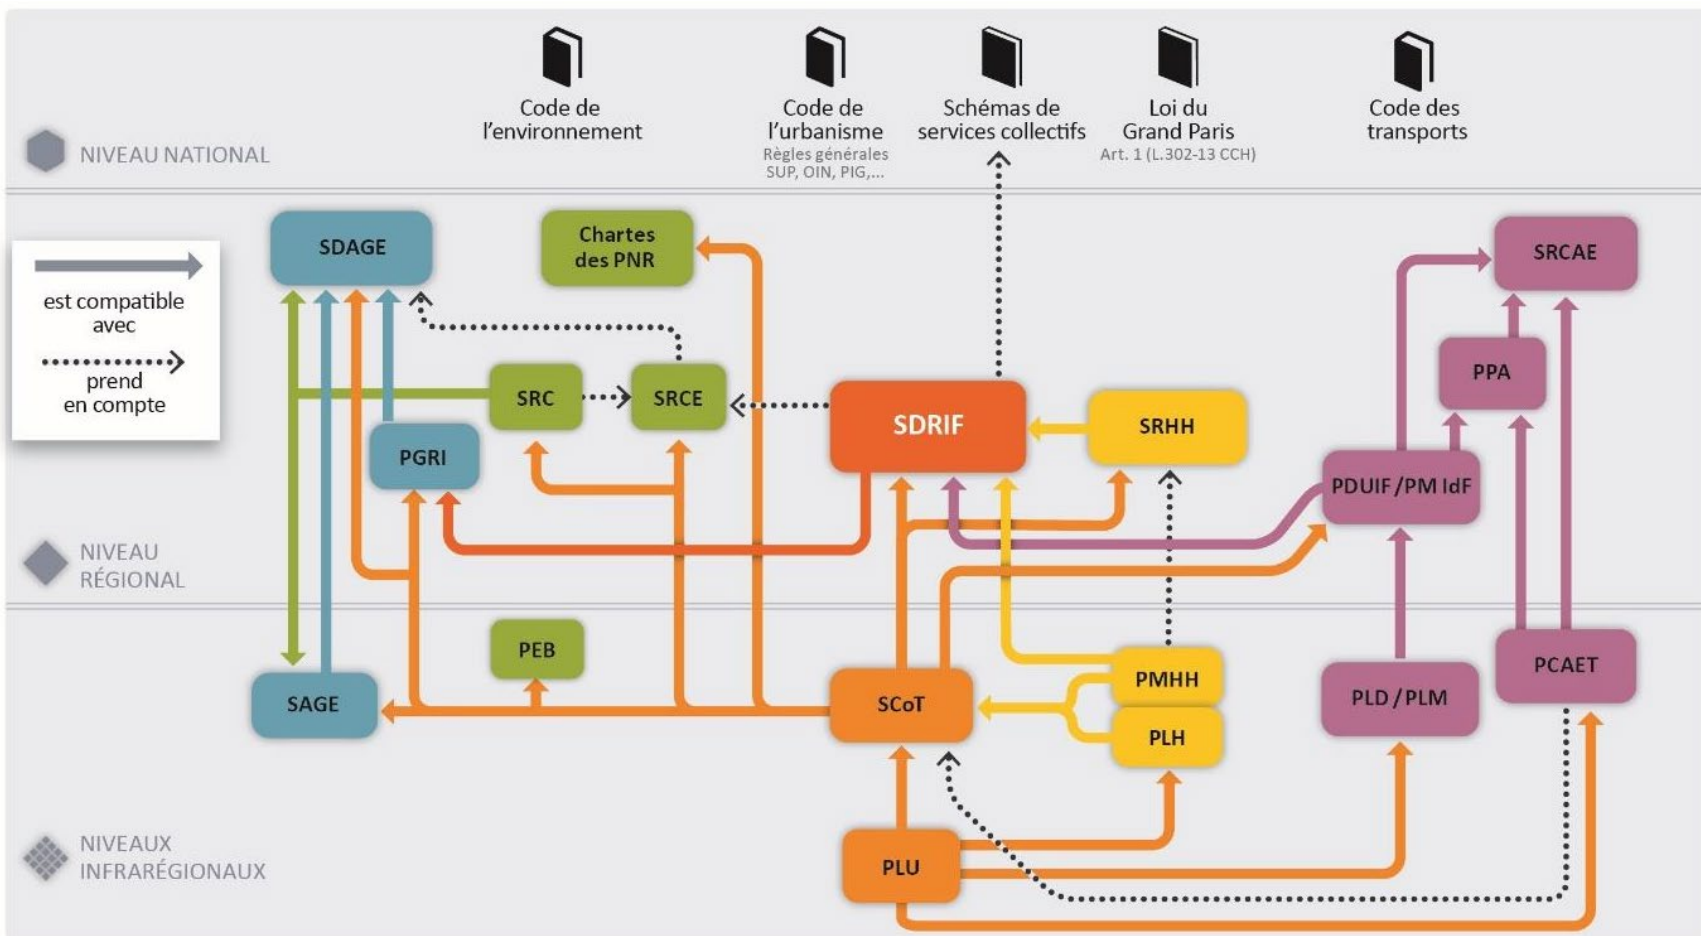 Code de
l'environnement
Code de
l'urbanisme
Règles générales
SUP, OIN, PIG,...
Schémas de
services collectifs
Loi du
Grand Paris
Art. 1 (L.302-13 CCH)
Code des
transports
NIVEAU NATIONAL
est compatible
avec
prend
en compte
SDAGE
Chartes
des PNR
SRCAE
PPA
SRC
SRCE
SDRIF
SRHH
PGRI
PDUIF / PM IdF
NIVEAU
RÉGIONAL
PEB
SAGE
SCoT
PMHH
PLH
PLD / PLM
PCAET
PLU
NIVEAUX
INFRARÉGIONAUX